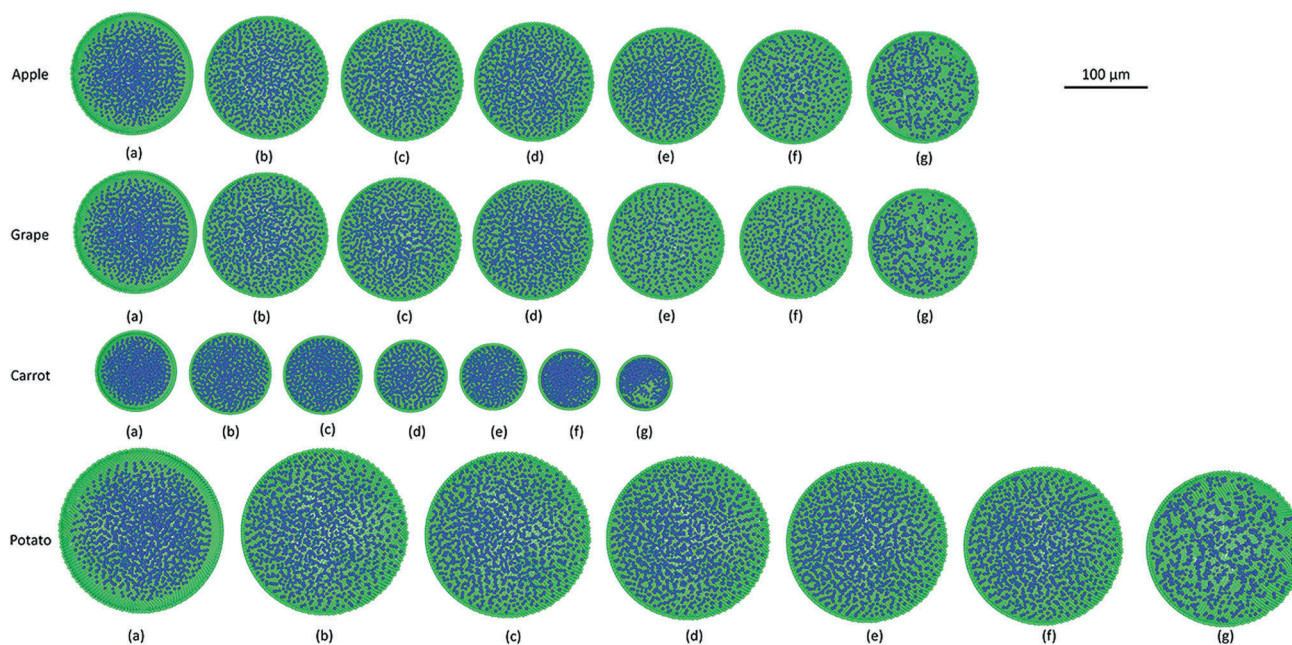 Apple
100 µm
(a) (b) (c) (d) (e) (f) (g)
Grape
(a) (b) (c) (d) (e) (f) (g)
Carrot
(a) (b) (c) (d) (e) (f) (g)
Potato
(a) (b) (c) (d) (e) (f) (g)